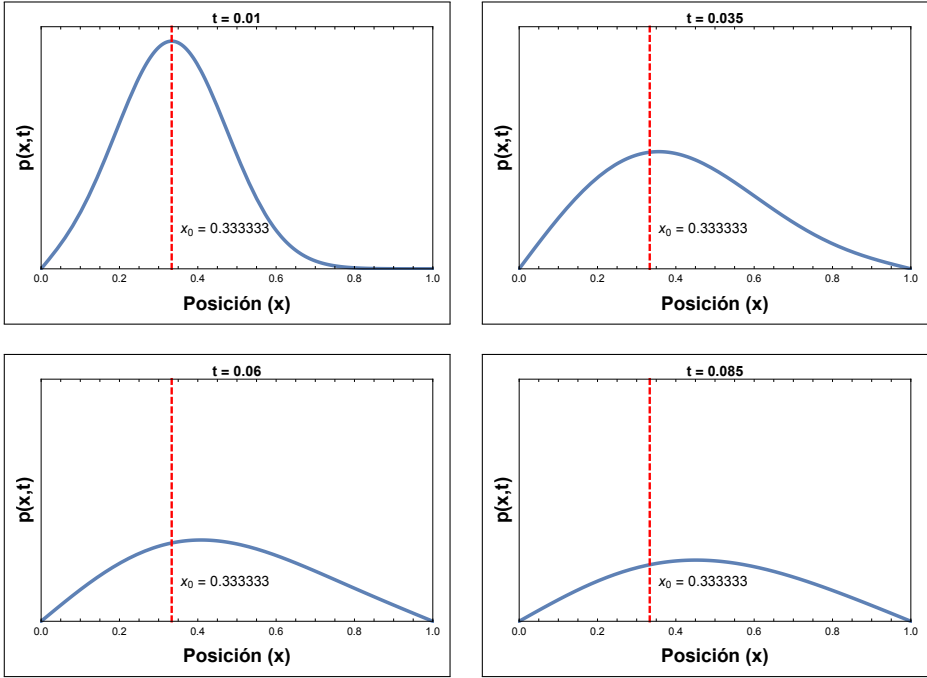 t = 0.01
p(x,t)
x₀ = 0.333333
0.0 0.2 0.4 0.6 0.8 1.0
Posición (x)
t = 0.035
p(x,t)
x₀ = 0.333333
0.0 0.2 0.4 0.6 0.8 1.0
Posición (x)
t = 0.06
p(x,t)
x₀ = 0.333333
0.0 0.2 0.4 0.6 0.8 1.0
Posición (x)
t = 0.085
p(x,t)
x₀ = 0.333333
0.0 0.2 0.4 0.6 0.8 1.0
Posición (x)